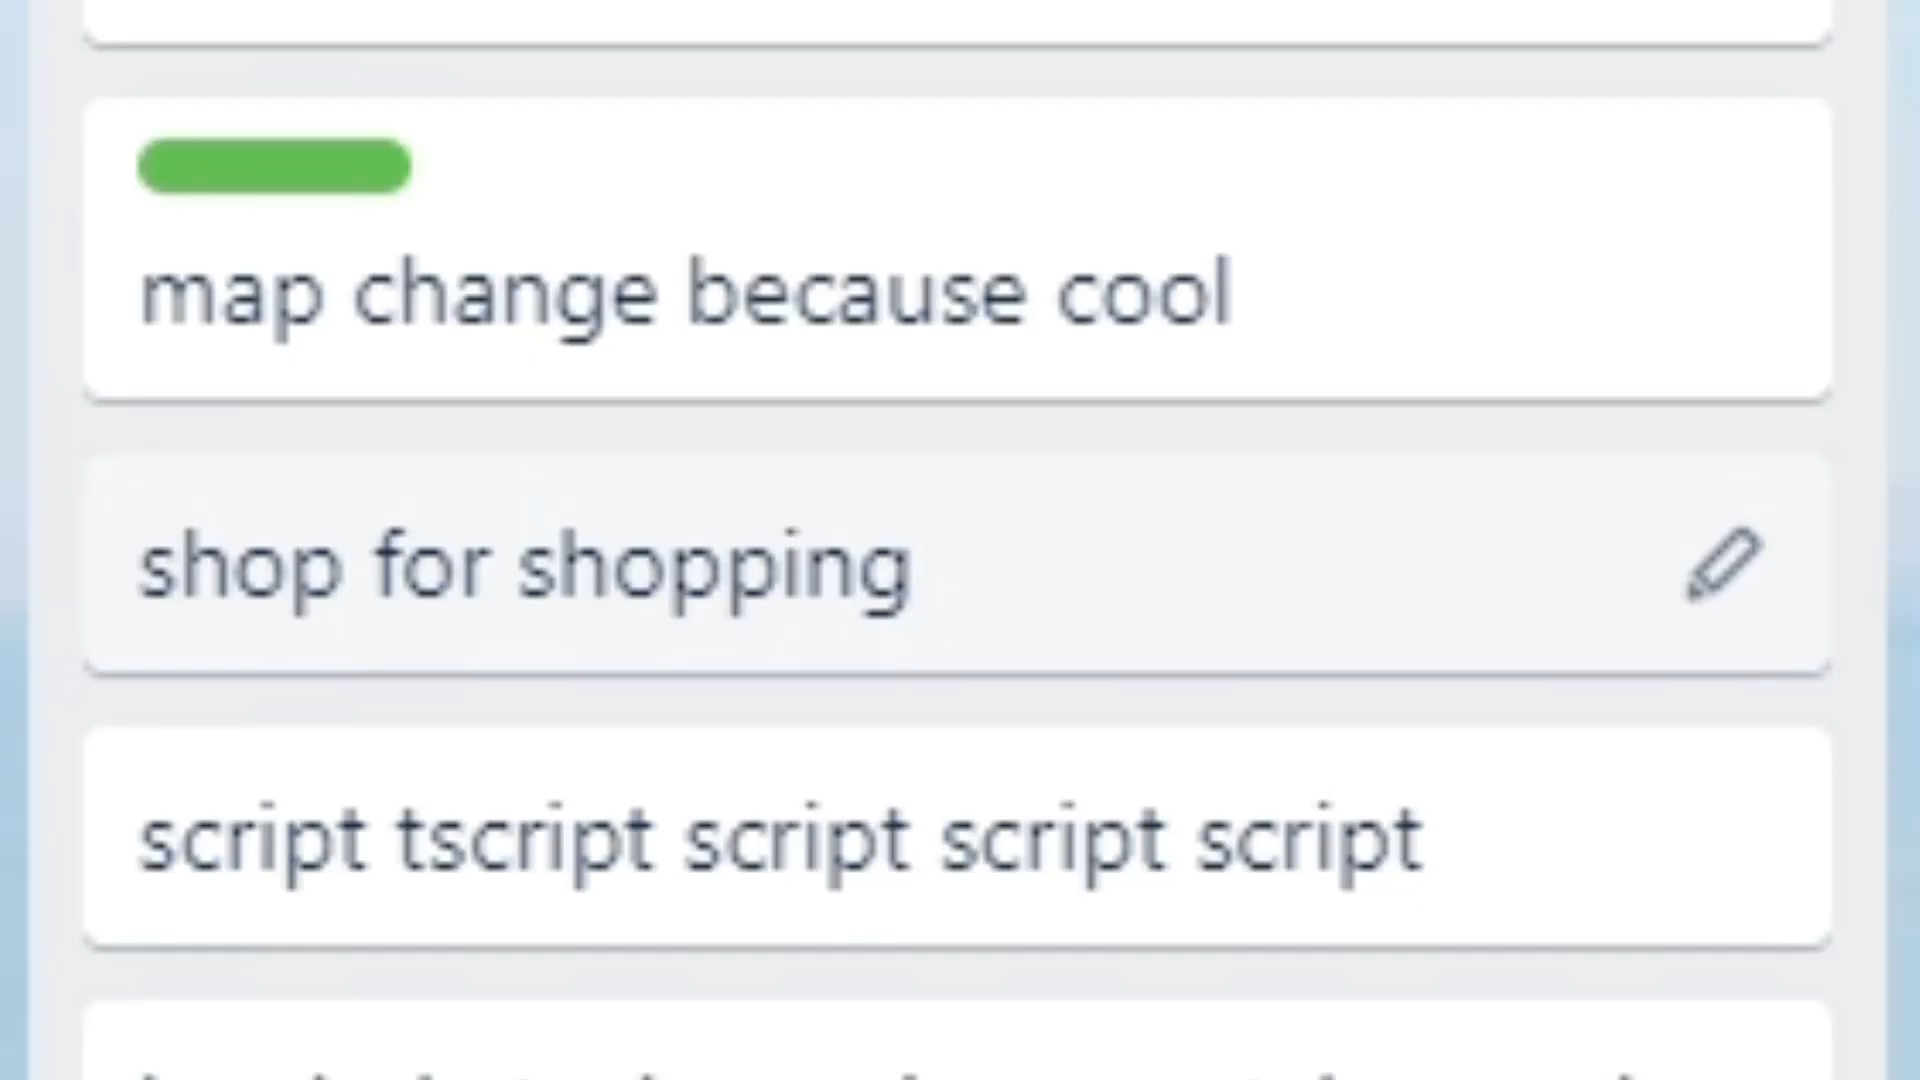 map change because cool
shop for shopping
script tscript script script script